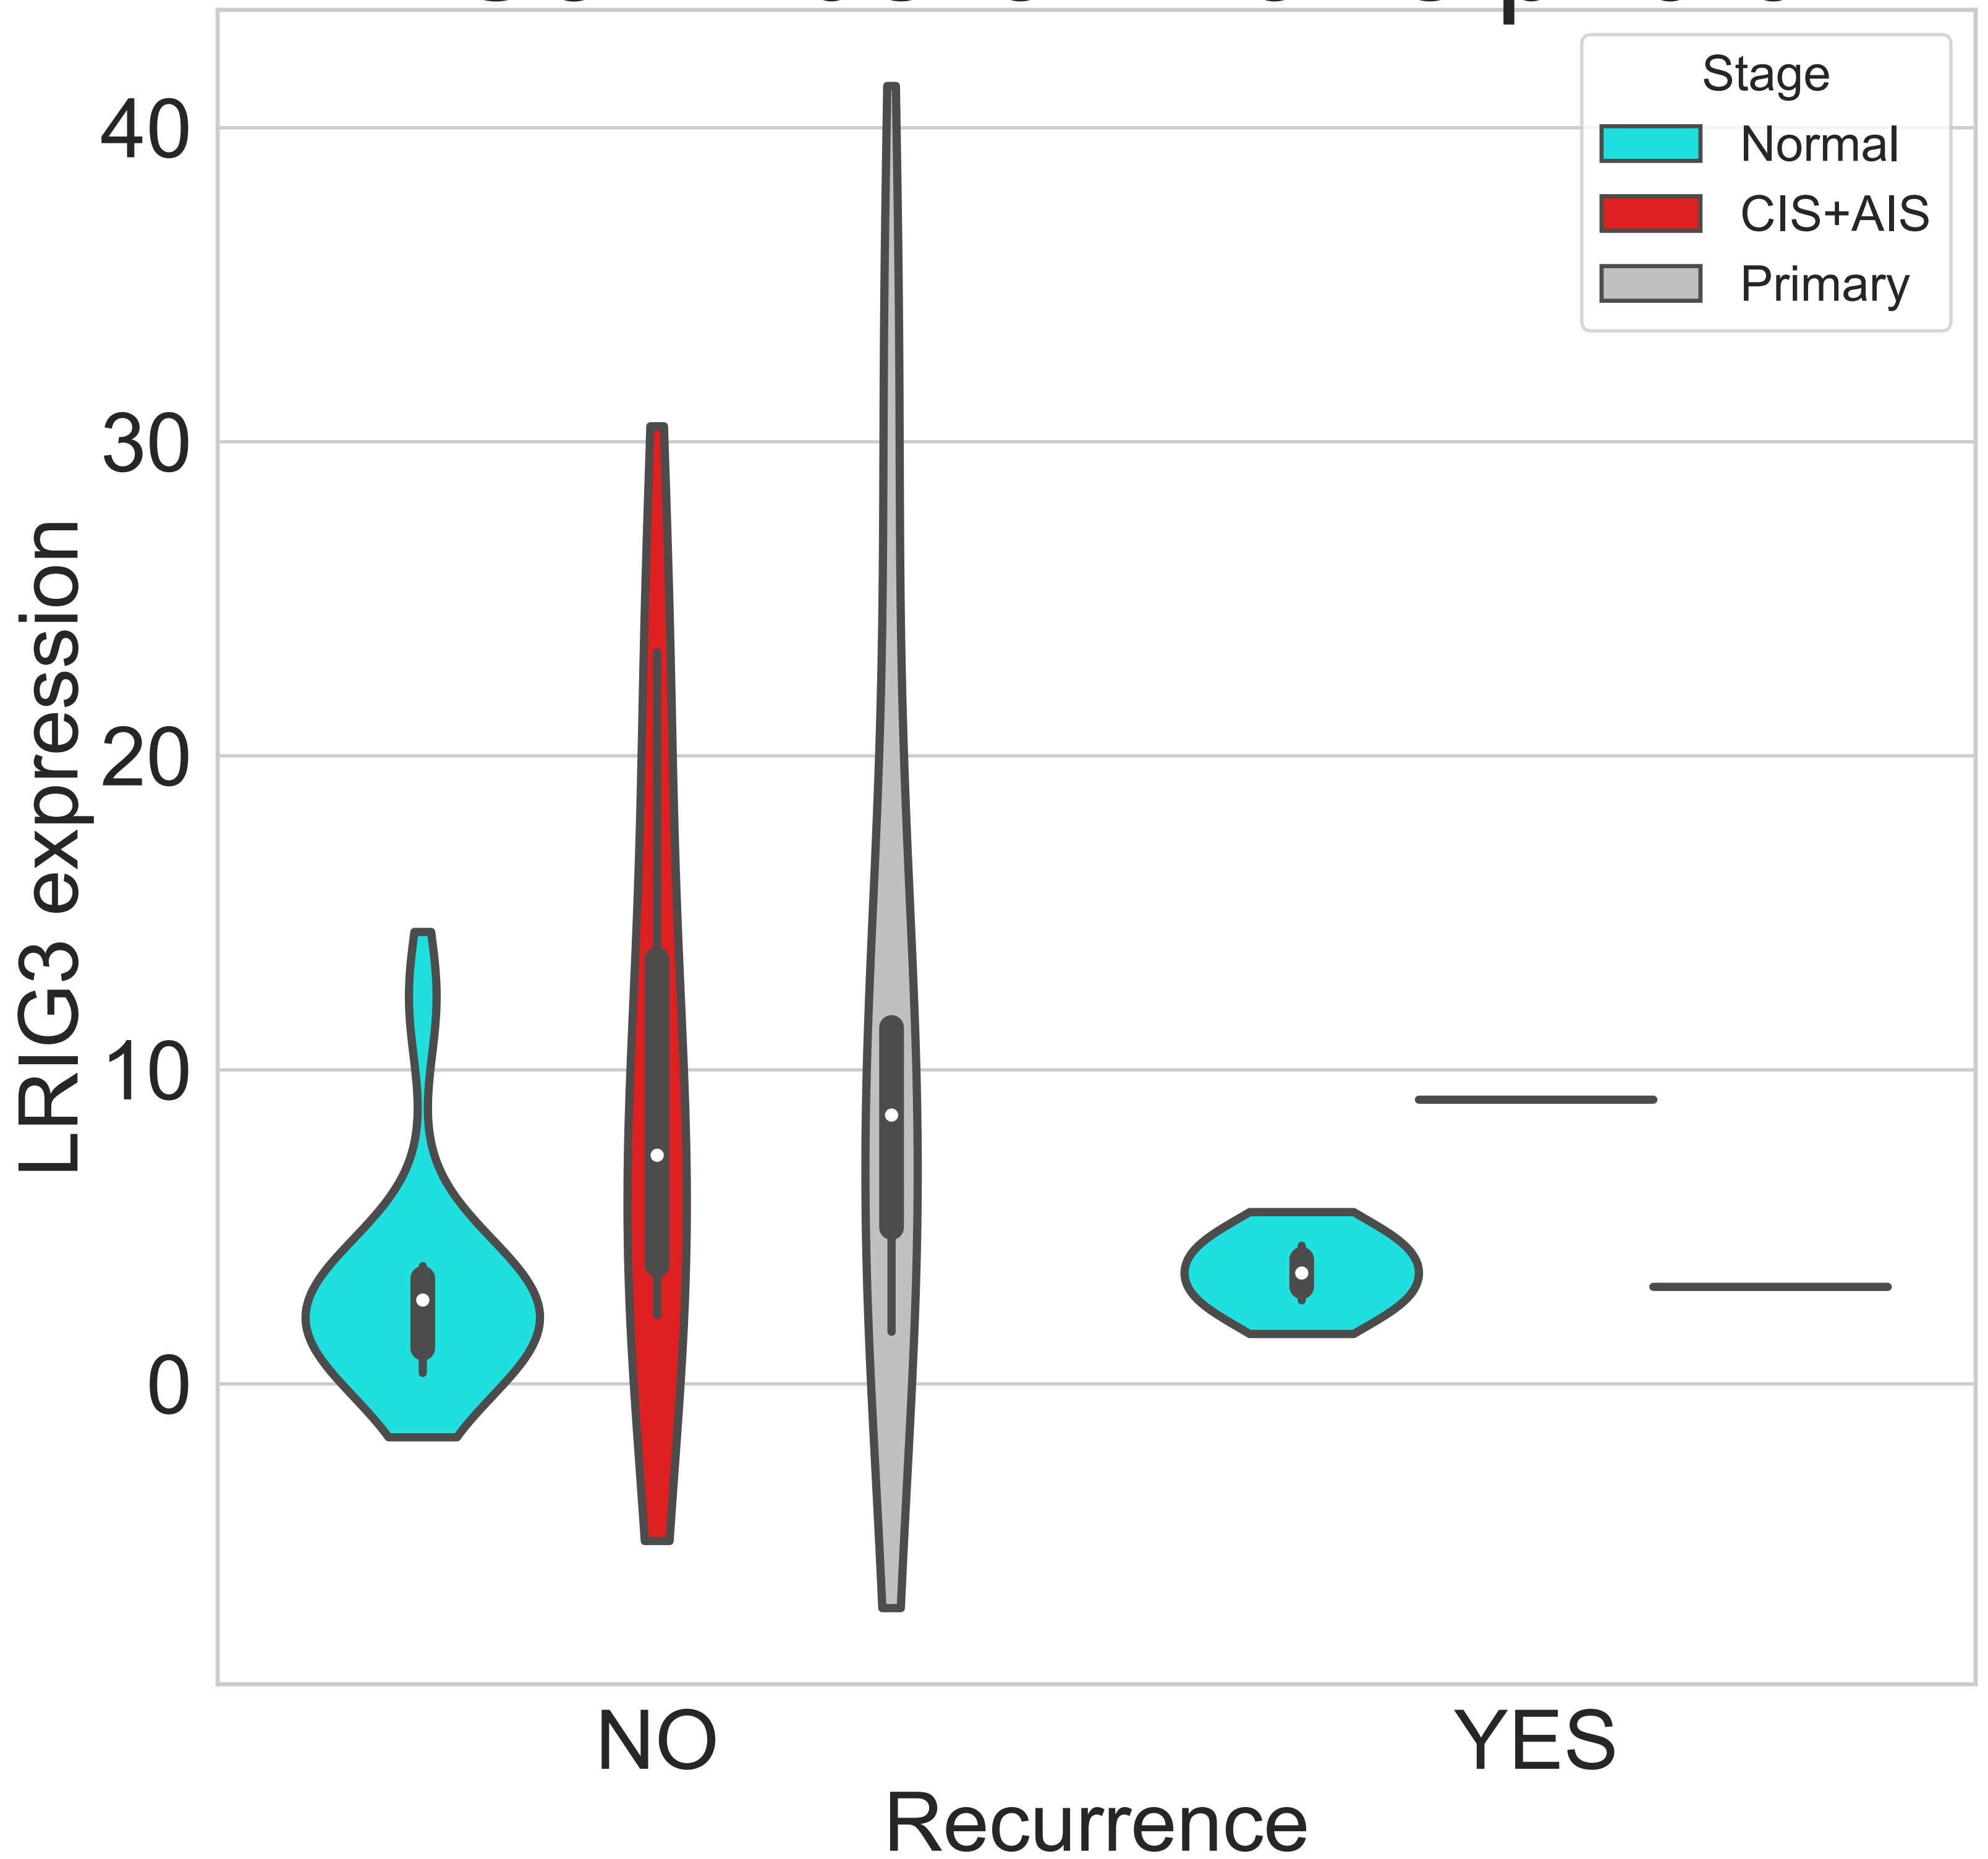 Stage
Normal
CIS+AIS
Primary
40
30
20
10
0
LRIG3 expression
NO
YES
Recurrence